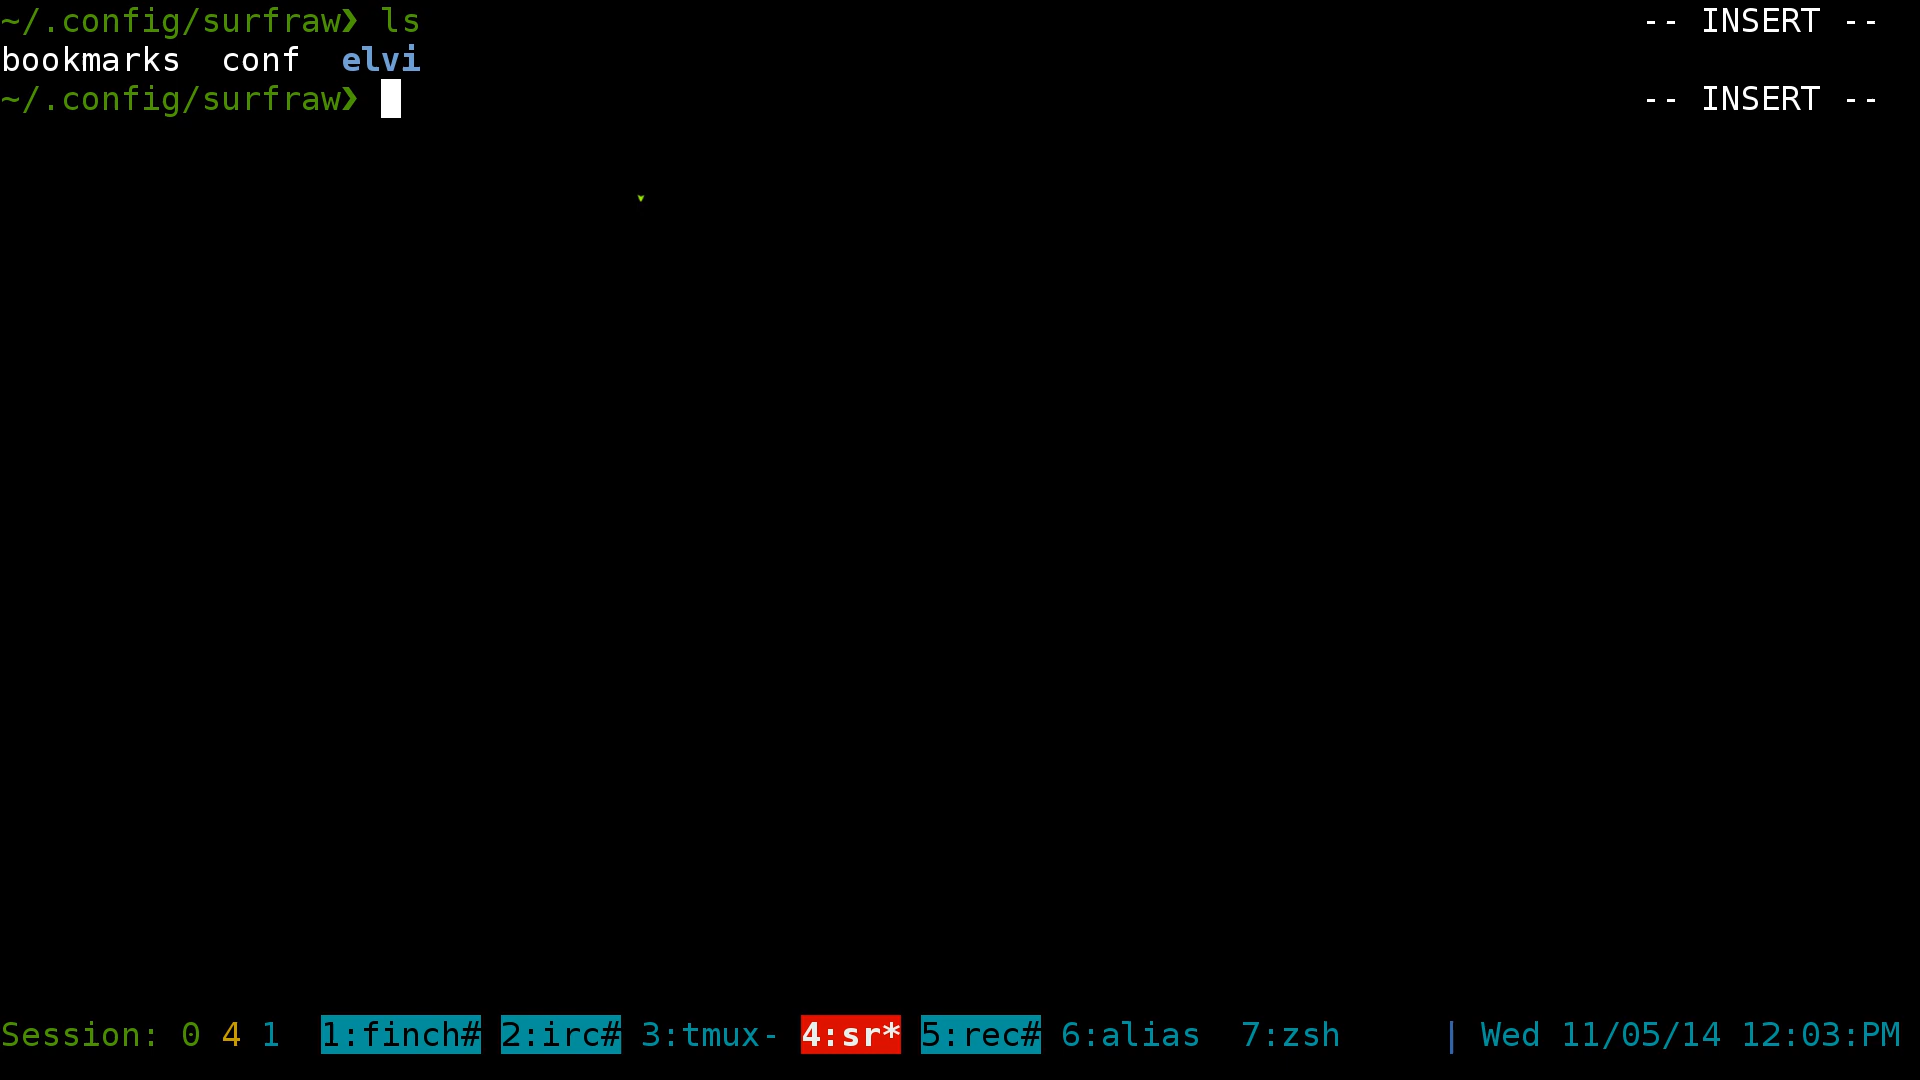 ~/.config/surfraw❯ ls -- INSERT --
bookmarks conf elvi
~/.config/surfraw❯ -- INSERT --
Session: 0 4 1 1:finch# 2:irc# 3:tmux- 4:sr* 5:rec# 6:alias 7:zsh | Wed 11/05/14 12:03:PM